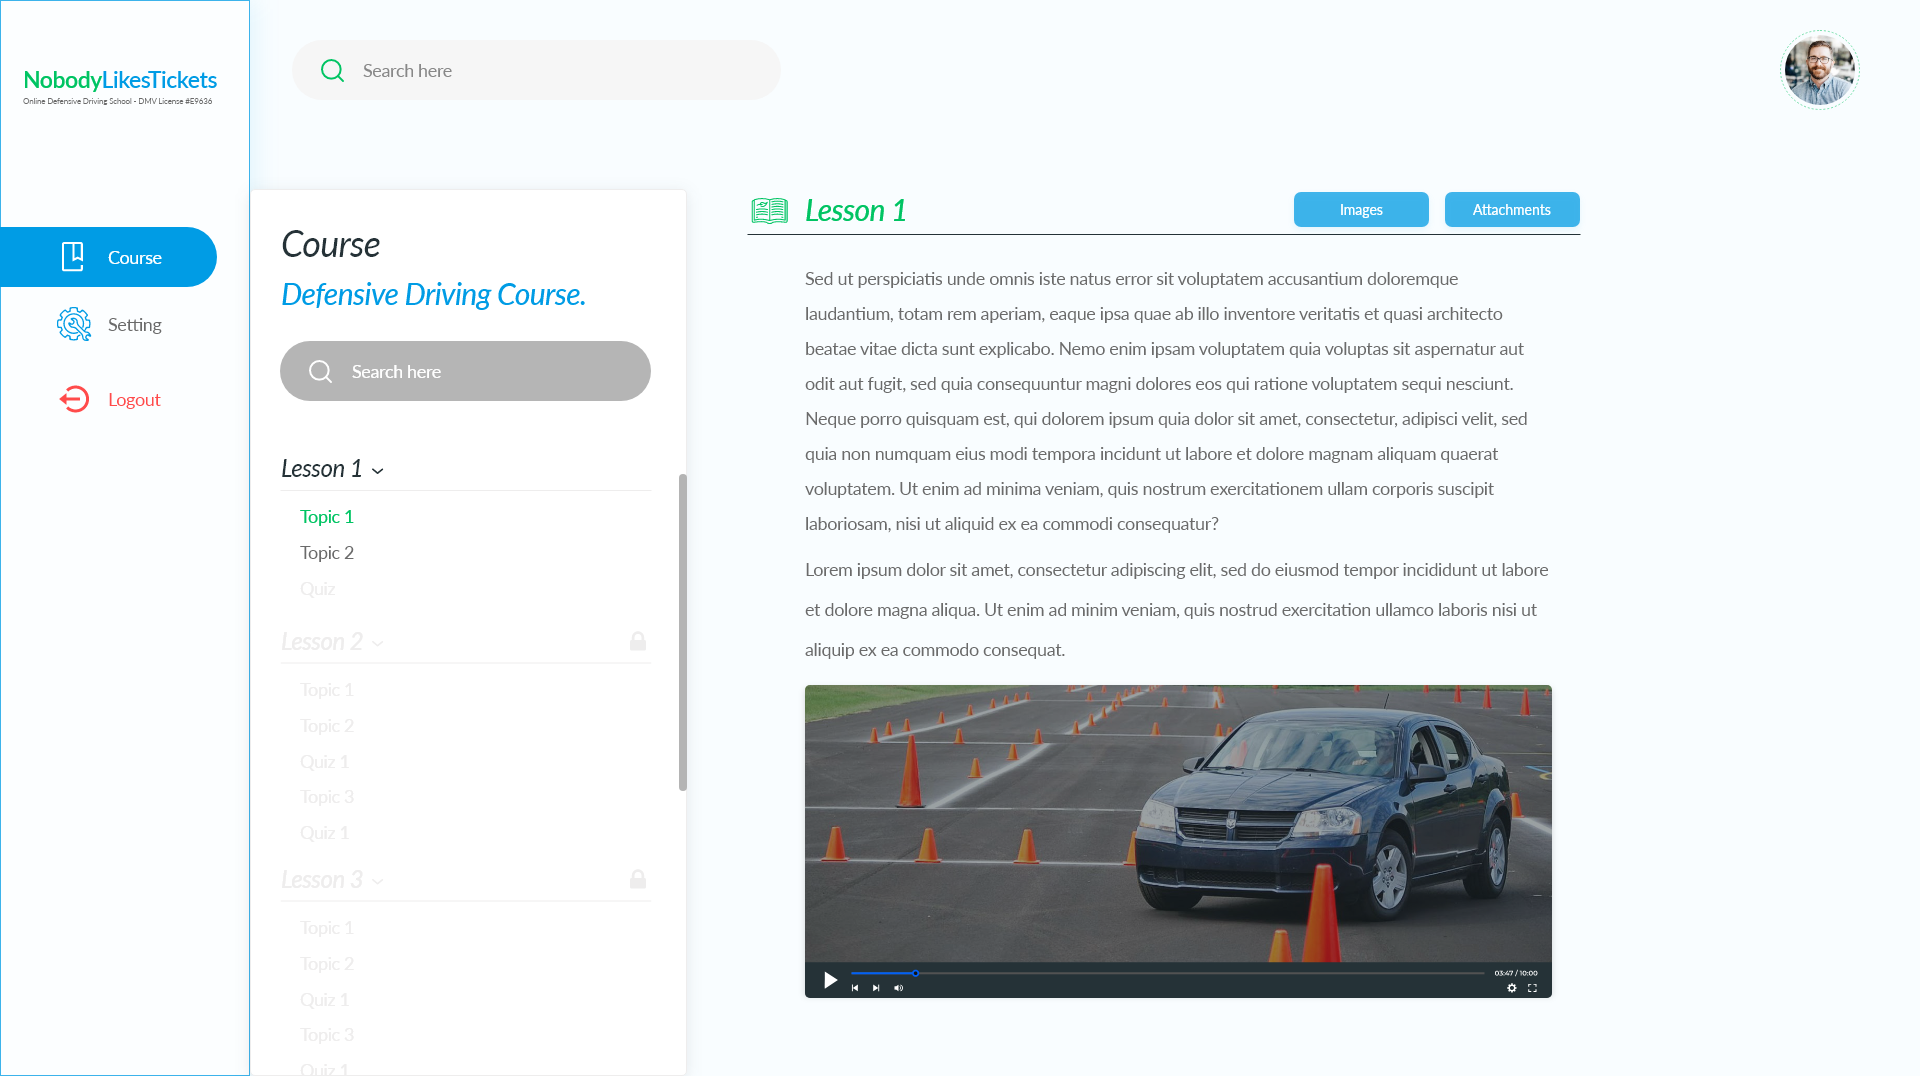 NobodyLikesTickets
Online Defensive Driving School - DMV License #E9636
Search here
Course
Setting
Logout
Course
Defensive Driving Course.
Search here
Lesson 1
Topic 1
Topic 2
Quiz
Lesson 2
Topic 1
Topic 2
Quiz 1
Topic 3
Quiz 1
Lesson 3
Topic 1
Topic 2
Quiz 1
Topic 3
Quiz 1
Lesson 1
Images
Attachments
Sed ut perspiciatis unde omnis iste natus error sit voluptatem accusantium doloremque
laudantium, totam rem aperiam, eaque ipsa quae ab illo inventore veritatis et quasi architecto
beatae vitae dicta sunt explicabo. Nemo enim ipsam voluptatem quia voluptas sit aspernatur aut
odit aut fugit, sed quia consequuntur magni dolores eos qui ratione voluptatem sequi nesciunt.
Neque porro quisquam est, qui dolorem ipsum quia dolor sit amet, consectetur, adipisci velit, sed
quia non numquam eius modi tempora incidunt ut labore et dolore magnam aliquam quaerat
voluptatem. Ut enim ad minima veniam, quis nostrum exercitationem ullam corporis suscipit
laboriosam, nisi ut aliquid ex ea commodi consequatur?
Lorem ipsum dolor sit amet, consectetur adipiscing elit, sed do eiusmod tempor incididunt ut labore
et dolore magna aliqua. Ut enim ad minim veniam, quis nostrud exercitation ullamco laboris nisi ut
aliquip ex ea commodo consequat.
03:47 / 10:00